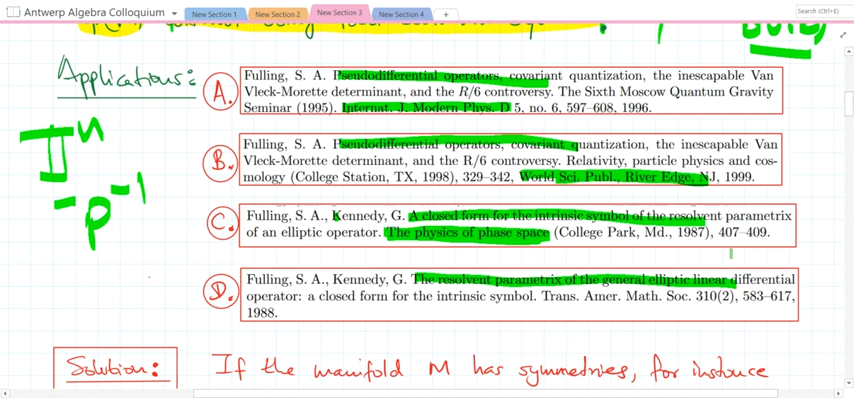 Antwerp Algebra Colloquium
New Section 1
New Section 2
New Section 3
New Section 4
+
Search (Ctrl+E)
Applications:
A.
Fulling, S. A. Pseudodifferential operators, covariant quantization, the inescapable Van
Vleck-Morette determinant, and the R/6 controversy. The Sixth Moscow Quantum Gravity
Seminar (1995). Internat. J. Modern Phys. D 5, no. 6, 597–608, 1996.
B.
Fulling, S. A. Pseudodifferential operators, covariant quantization, the inescapable Van
Vleck-Morette determinant, and the R/6 controversy. Relativity, particle physics and cos-
mology (College Station, TX, 1998), 329–342, World Sci. Publ., River Edge, NJ, 1999.
C.
Fulling, S. A., Kennedy, G. A closed form for the intrinsic symbol of the resolvent parametrix
of an elliptic operator. The physics of phase space (College Park, Md., 1987), 407–409.
D.
Fulling, S. A., Kennedy, G. The resolvent parametrix of the general elliptic linear differential
operator: a closed form for the intrinsic symbol. Trans. Amer. Math. Soc. 310(2), 583–617,
1988.
Solution:
If the manifold M has symmetries, for instance